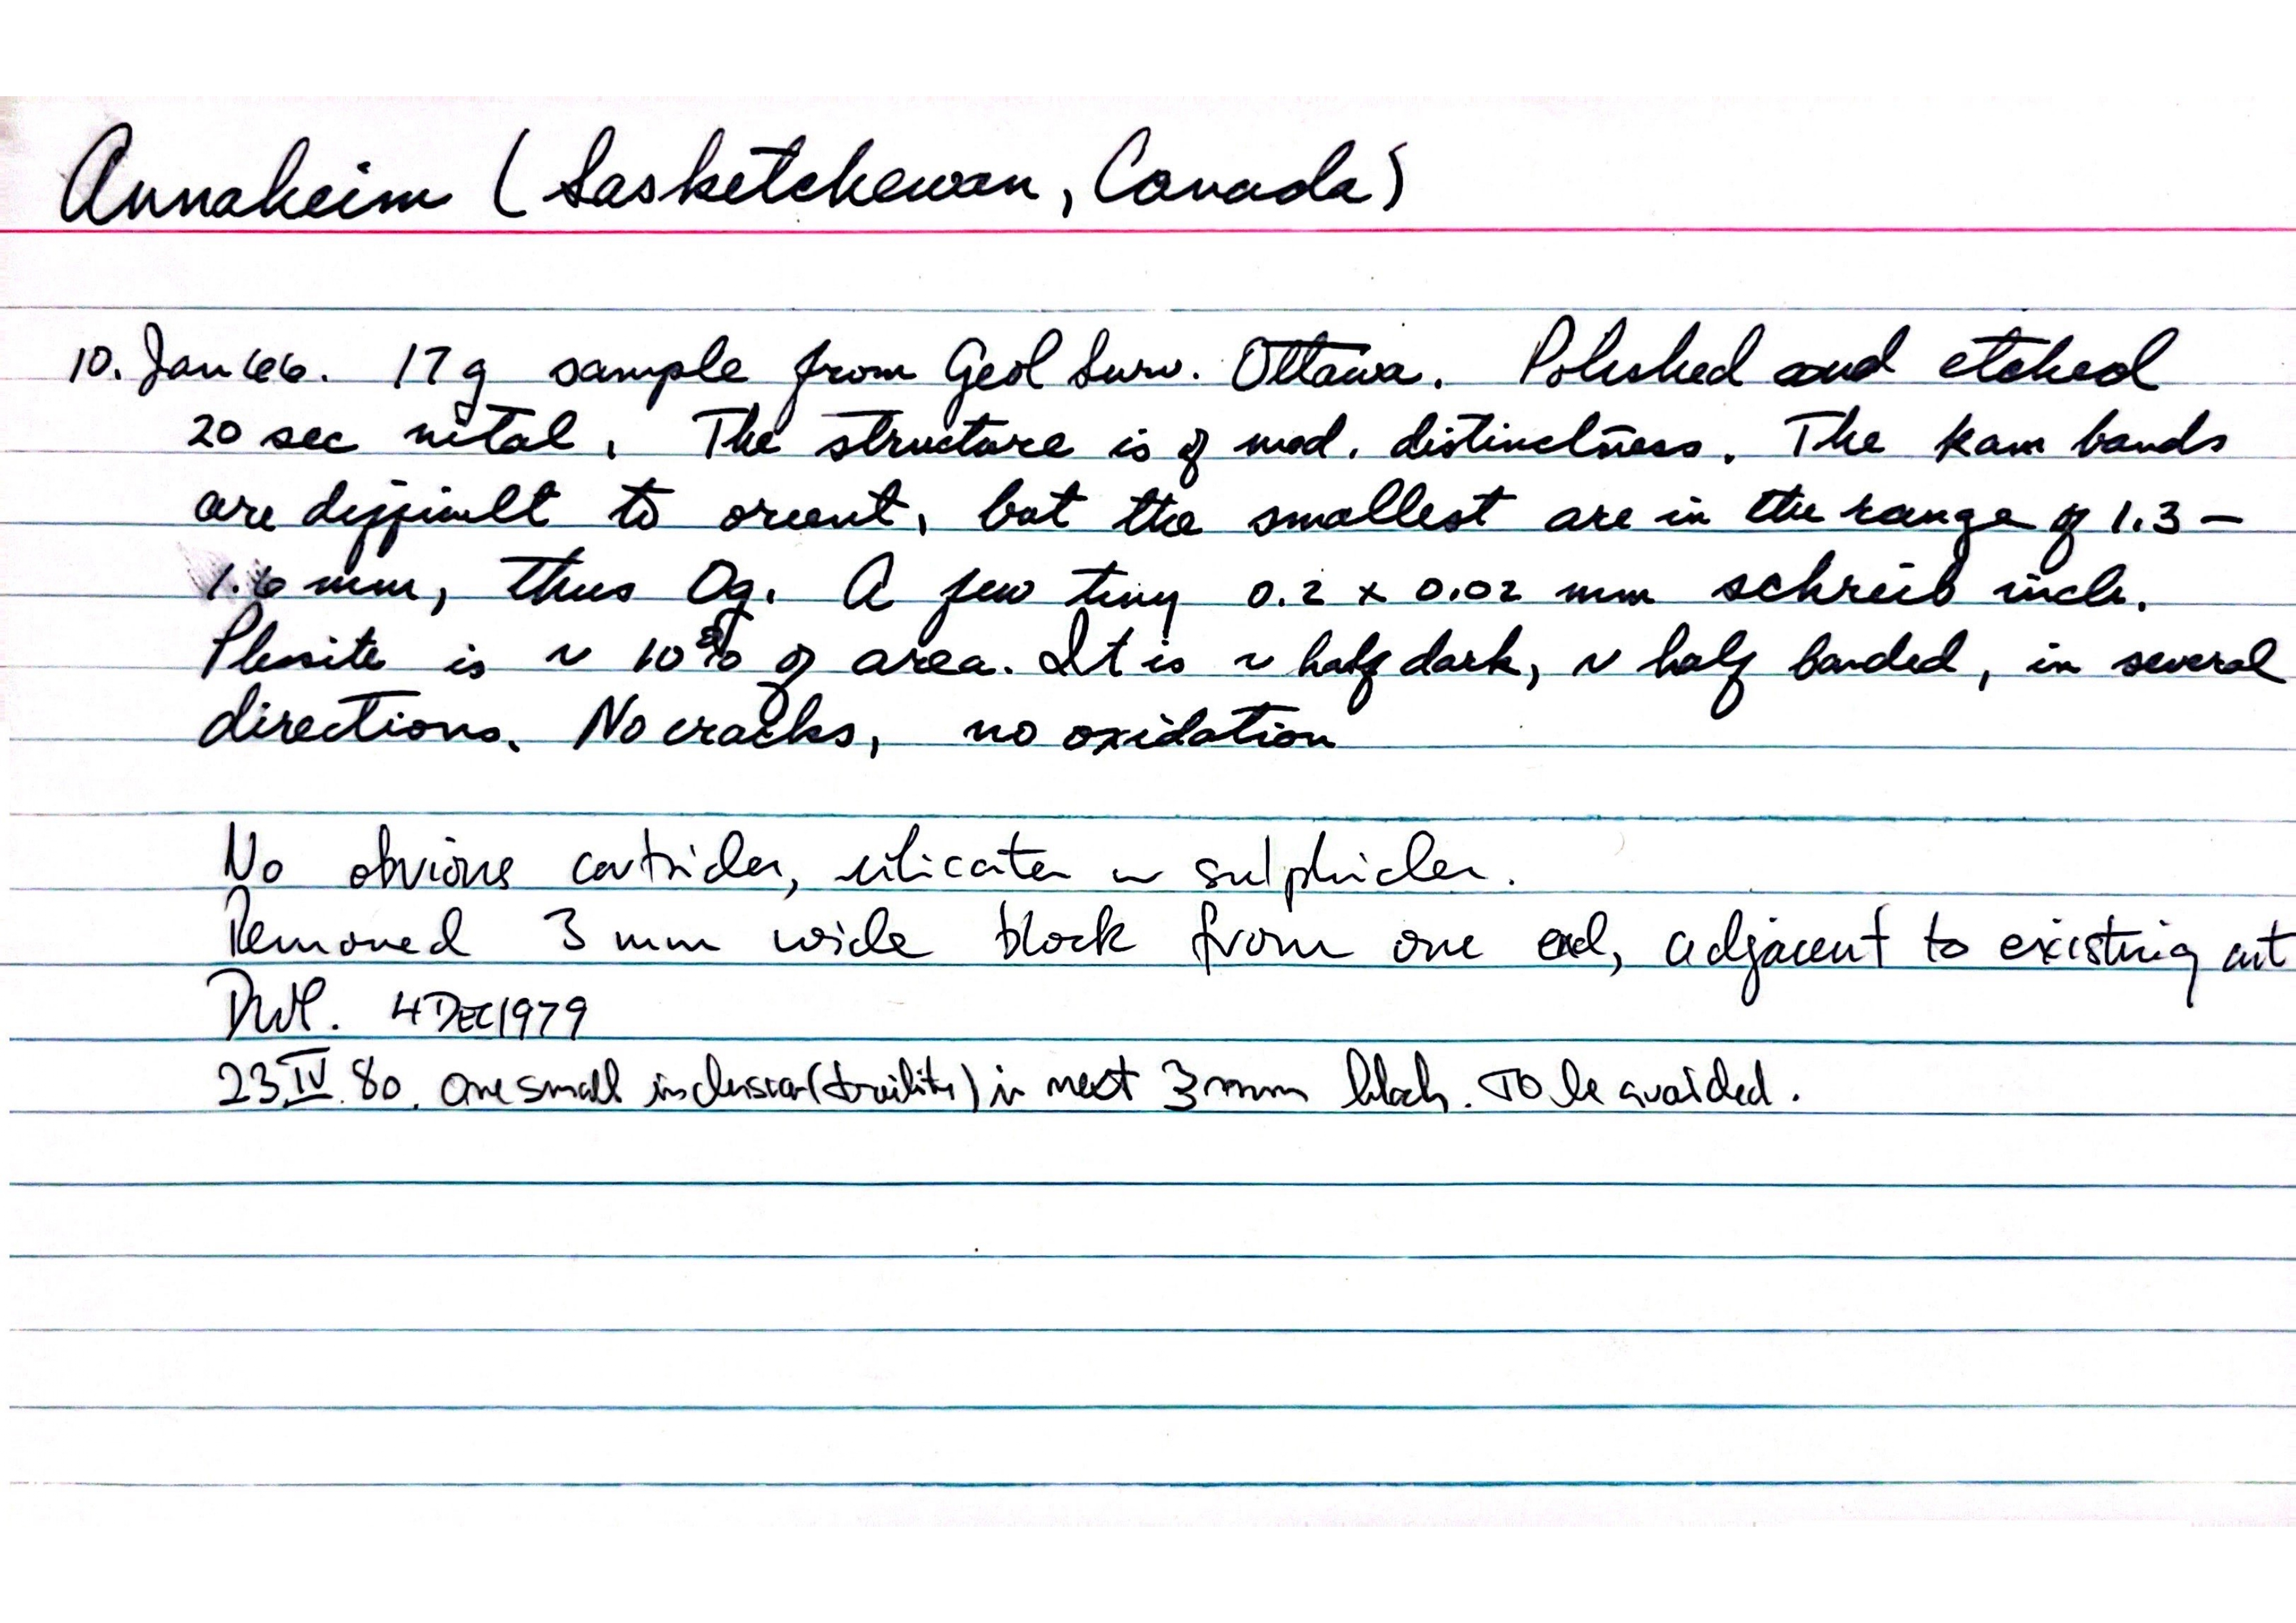 Annaheim (Sasketchewan, Canada)
10. Jan 66. 17 g sample from Geol Surv. Ottawa. Polished and etched
20 sec nital. The structure is of mod. distinctness. The kam bands
are difficult to orient, but the smallest are in the range of 1.3 –
1.6 mm, thus Og. A few tiny 0.2 x 0.02 mm schreib incls.
Plessite is ~ 10% of area. It is ~ half dark, ~ half banded, in several
directions. No cracks, no oxidation
No obvious carbides, silicates or sulphides.
Removed 3 mm wide block from one end, adjacent to existing cut
4 DEC 1979
23 IV 80. One small inclusion (troilite) in next 3 mm block. To be avoided.